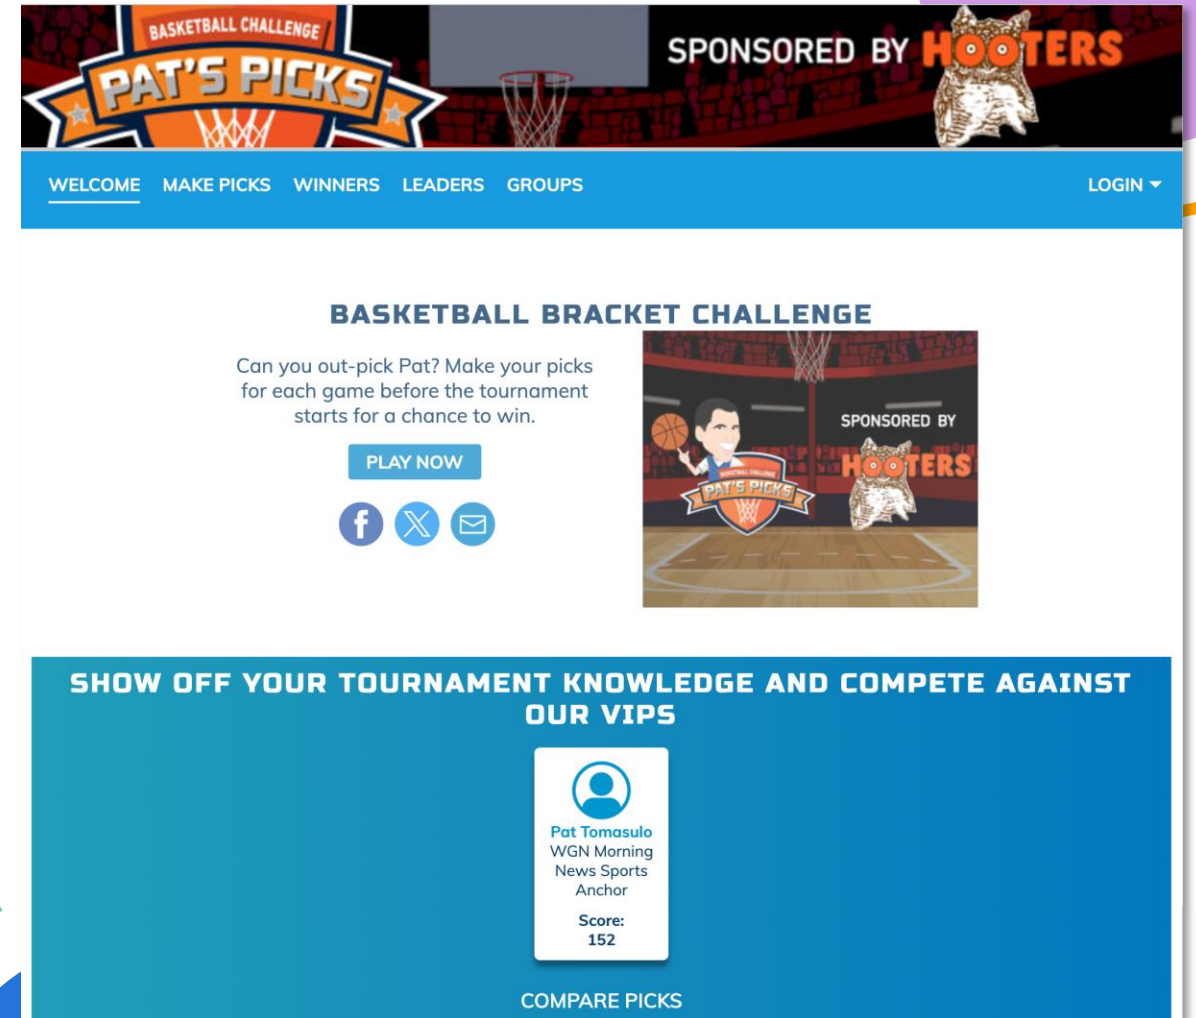 BASKETBALL CHALLENGE
PAT'S PICKS
SPONSORED BY HOOTERS
WELCOME MAKE PICKS WINNERS LEADERS GROUPS LOGIN
BASKETBALL BRACKET CHALLENGE
Can you out-pick Pat? Make your picks
for each game before the tournament
starts for a chance to win.
PLAY NOW
SPONSORED BY
HOOTERS
BASKETBALL CHALLENGE
PAT'S PICKS
SHOW OFF YOUR TOURNAMENT KNOWLEDGE AND COMPETE AGAINST
OUR VIPS
Pat Tomasulo
WGN Morning
News Sports
Anchor
Score:
152
COMPARE PICKS